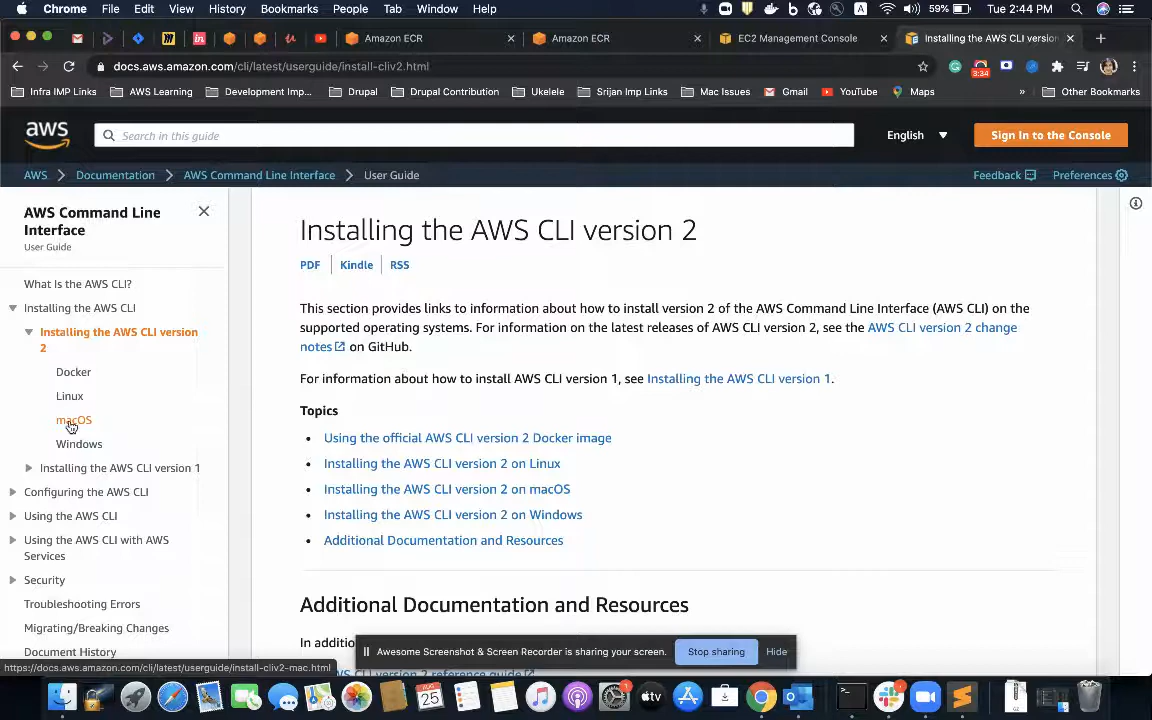 Chrome File Edit View History Bookmarks People Tab Window Help
A 59% Tue 2:44 PM
Amazon ECR
Amazon ECR
EC2 Management Console
Installing the AWS CLI version
docs.aws.amazon.com/cli/latest/userguide/install-cliv2.html
3:34
Infra IMP Links AWS Learning Development Imp... Drupal Drupal Contribution Ukelele Srijan Imp Links Mac Issues Gmail YouTube Maps » Other Bookmarks
aws
Search in this guide
English
Sign In to the Console
AWS Documentation AWS Command Line Interface User Guide
Feedback Preferences
AWS Command Line
Interface
User Guide
What Is the AWS CLI?
Installing the AWS CLI
Installing the AWS CLI version
2
Docker
Linux
macOS
Windows
Installing the AWS CLI version 1
Configuring the AWS CLI
Using the AWS CLI
Using the AWS CLI with AWS
Services
Security
Troubleshooting Errors
Migrating/Breaking Changes
Document History
https://docs.aws.amazon.com/cli/latest/userguide/install-cliv2-mac.html
Installing the AWS CLI version 2
PDF Kindle RSS
This section provides links to information about how to install version 2 of the AWS Command Line Interface (AWS CLI) on the
supported operating systems. For information on the latest releases of AWS CLI version 2, see the AWS CLI version 2 change
notes on GitHub.
For information about how to install AWS CLI version 1, see Installing the AWS CLI version 1.
Topics
• Using the official AWS CLI version 2 Docker image
• Installing the AWS CLI version 2 on Linux
• Installing the AWS CLI version 2 on macOS
• Installing the AWS CLI version 2 on Windows
• Additional Documentation and Resources
Additional Documentation and Resources
In additio
Awesome Screenshot & Screen Recorder is sharing your screen. Stop sharing Hide
CLI version 2 reference guide
AUG
25
1
tv